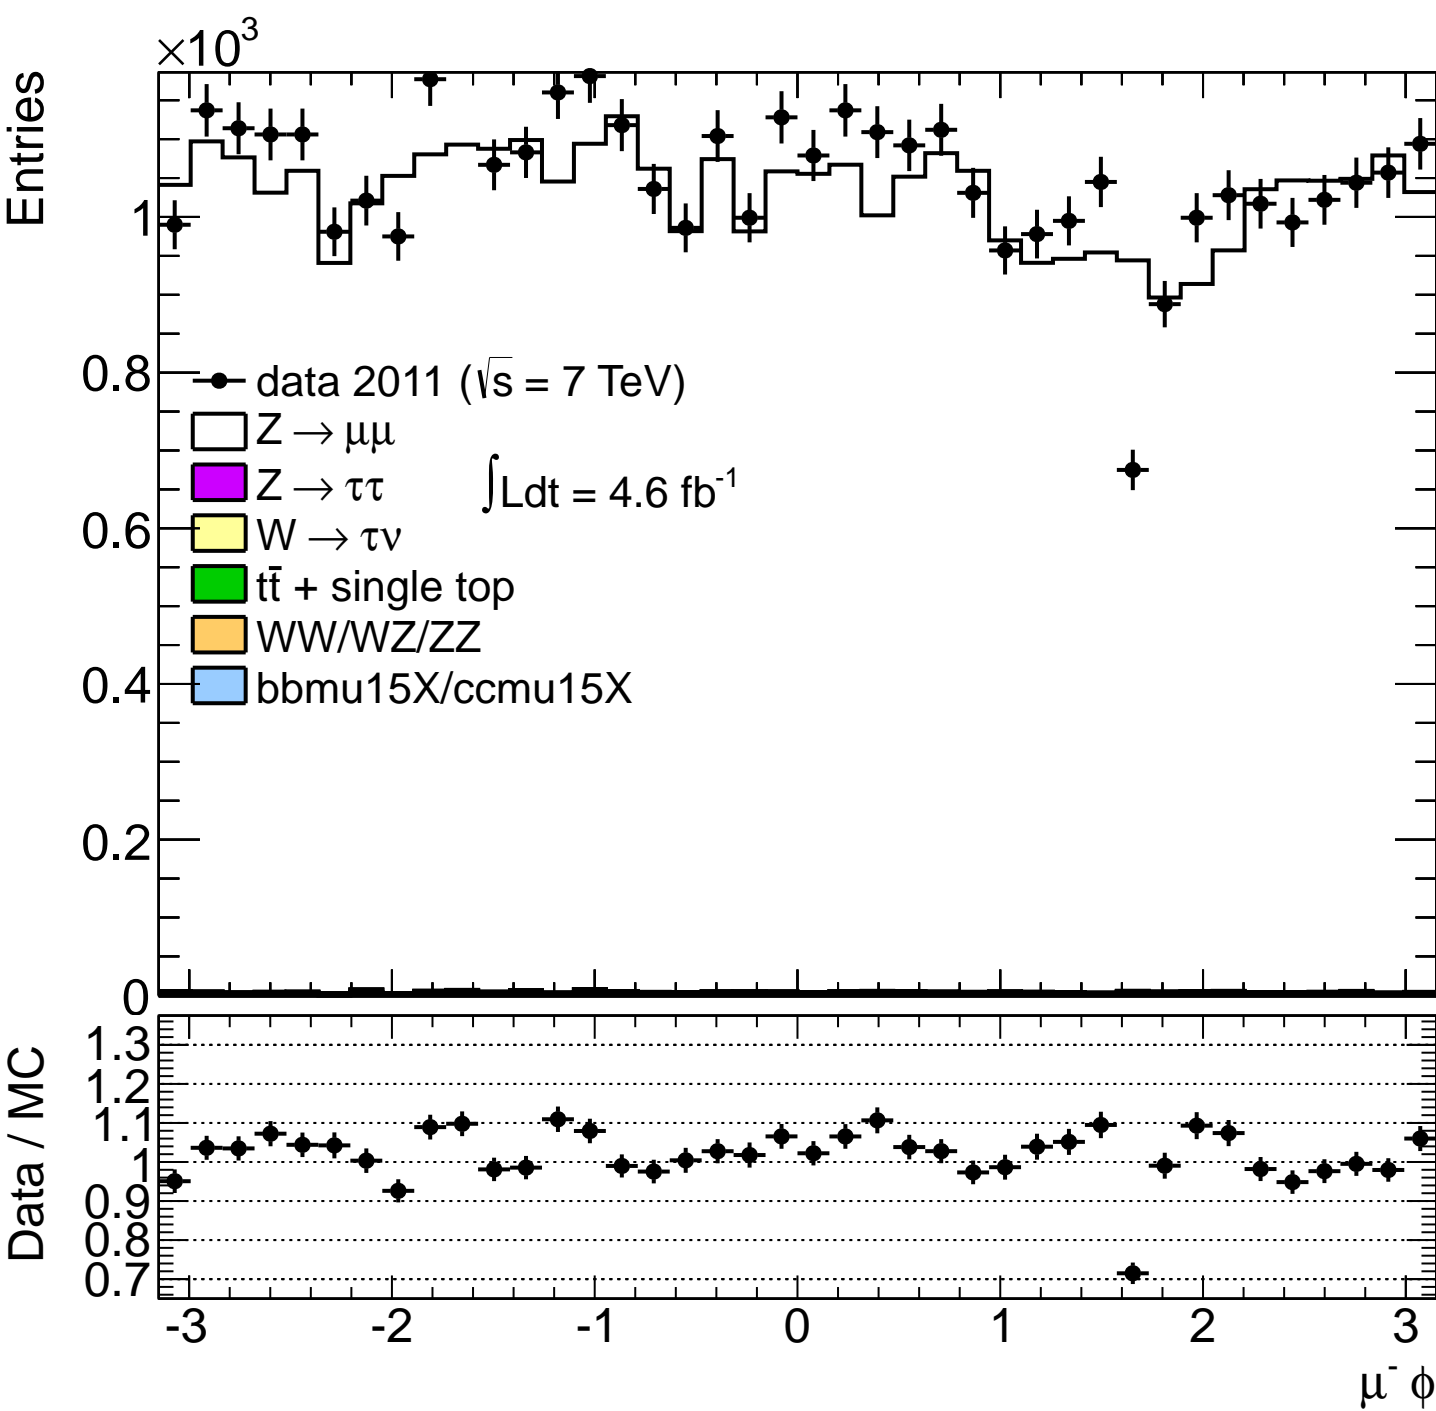 ×10³
Entries
1
0.8
0.6
0.4
0.2
0
data 2011 (√s = 7 TeV)
Z → μμ
Z → ττ
∫Ldt = 4.6 fb⁻¹
W → τν
tt̄ + single top
WW/WZ/ZZ
bbmu15X/ccmu15X
Data / MC
1.3
1.2
1.1
1
0.9
0.8
0.7
-3 -2 -1 0 1 2 3
μ⁻ ϕ